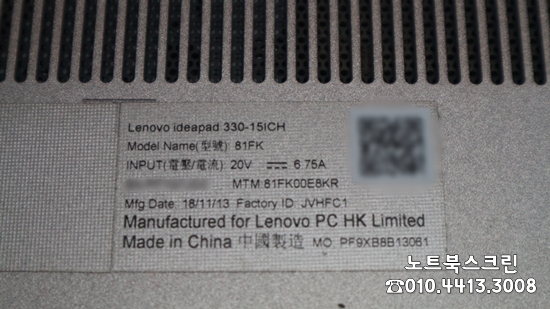 Lenovo ideapad 330-15ICH
Model Name(型號): 81FK
INPUT(電壓/電流): 20V ⎓ 6.75A
MTM:81FK00E8KR
Mfg Date: 18/11/13 Factory ID: JVHFC1
Manufactured for Lenovo PC HK Limited
Made in China 中國製造 MO: PF9XB8B13061
노트북스크린
☎010.4413.3008